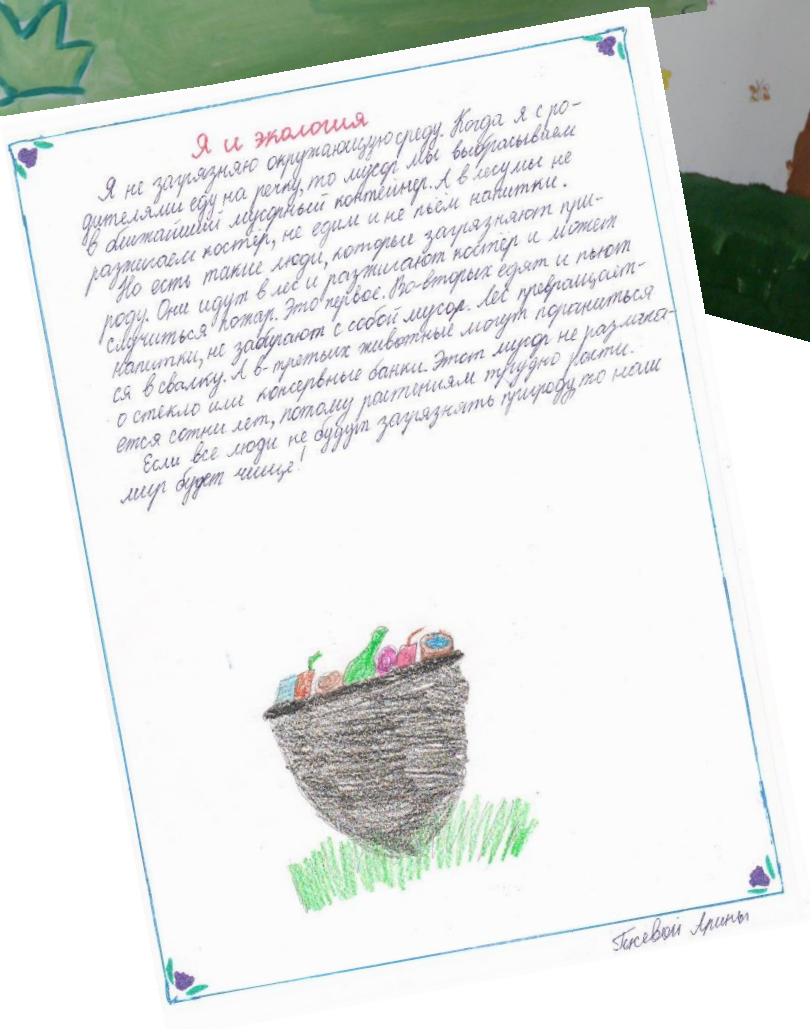 Я и экология
Я не загрязняю окружающую среду. Когда я с ро-
дителями еду на речку, то мусор мы выбрасываем
в ближайший мусорный контейнер. А в лесу мы не
разжигаем костёр, не едим и не пьём напитки.
Но есть такие люди, которые загрязняют при-
роду. Они идут в лес и разжигают костёр и может
случиться пожар. Это первое. Во-вторых едят и пьют
напитки, не забирают с собой мусор. Лес превращает-
ся в свалку. А в-третьих животные могут пораниться
о стекло или консервные банки. Этот мусор не разлага-
ется сотни лет, потому растениям трудно расти.
Если все люди не будут загрязнять природу, то наш
мир будет чище!
Арины